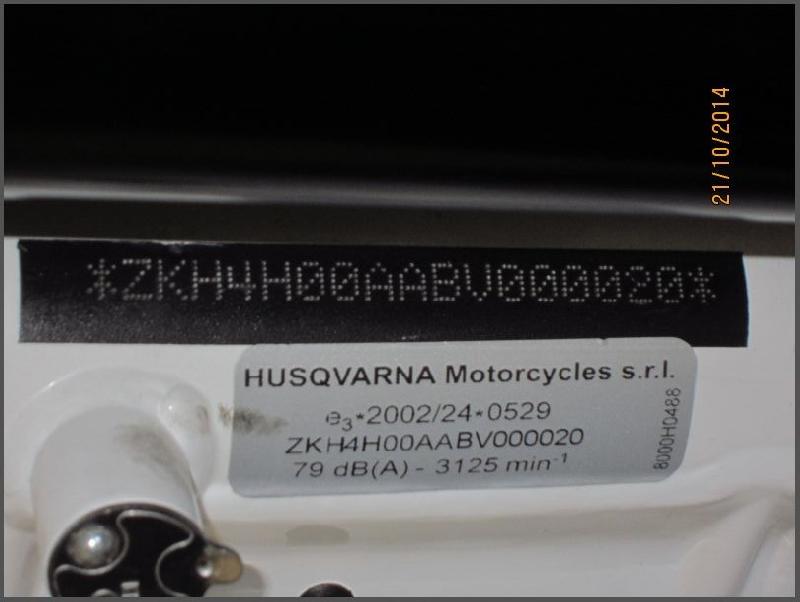 21/10/2014
*ZKH4H00AABV000020*
HUSQVARNA Motorcycles s.r.l.
e3*2002/24*0529
ZKH4H00AABV000020
79 dB(A) - 3125 min-1
8000H0488